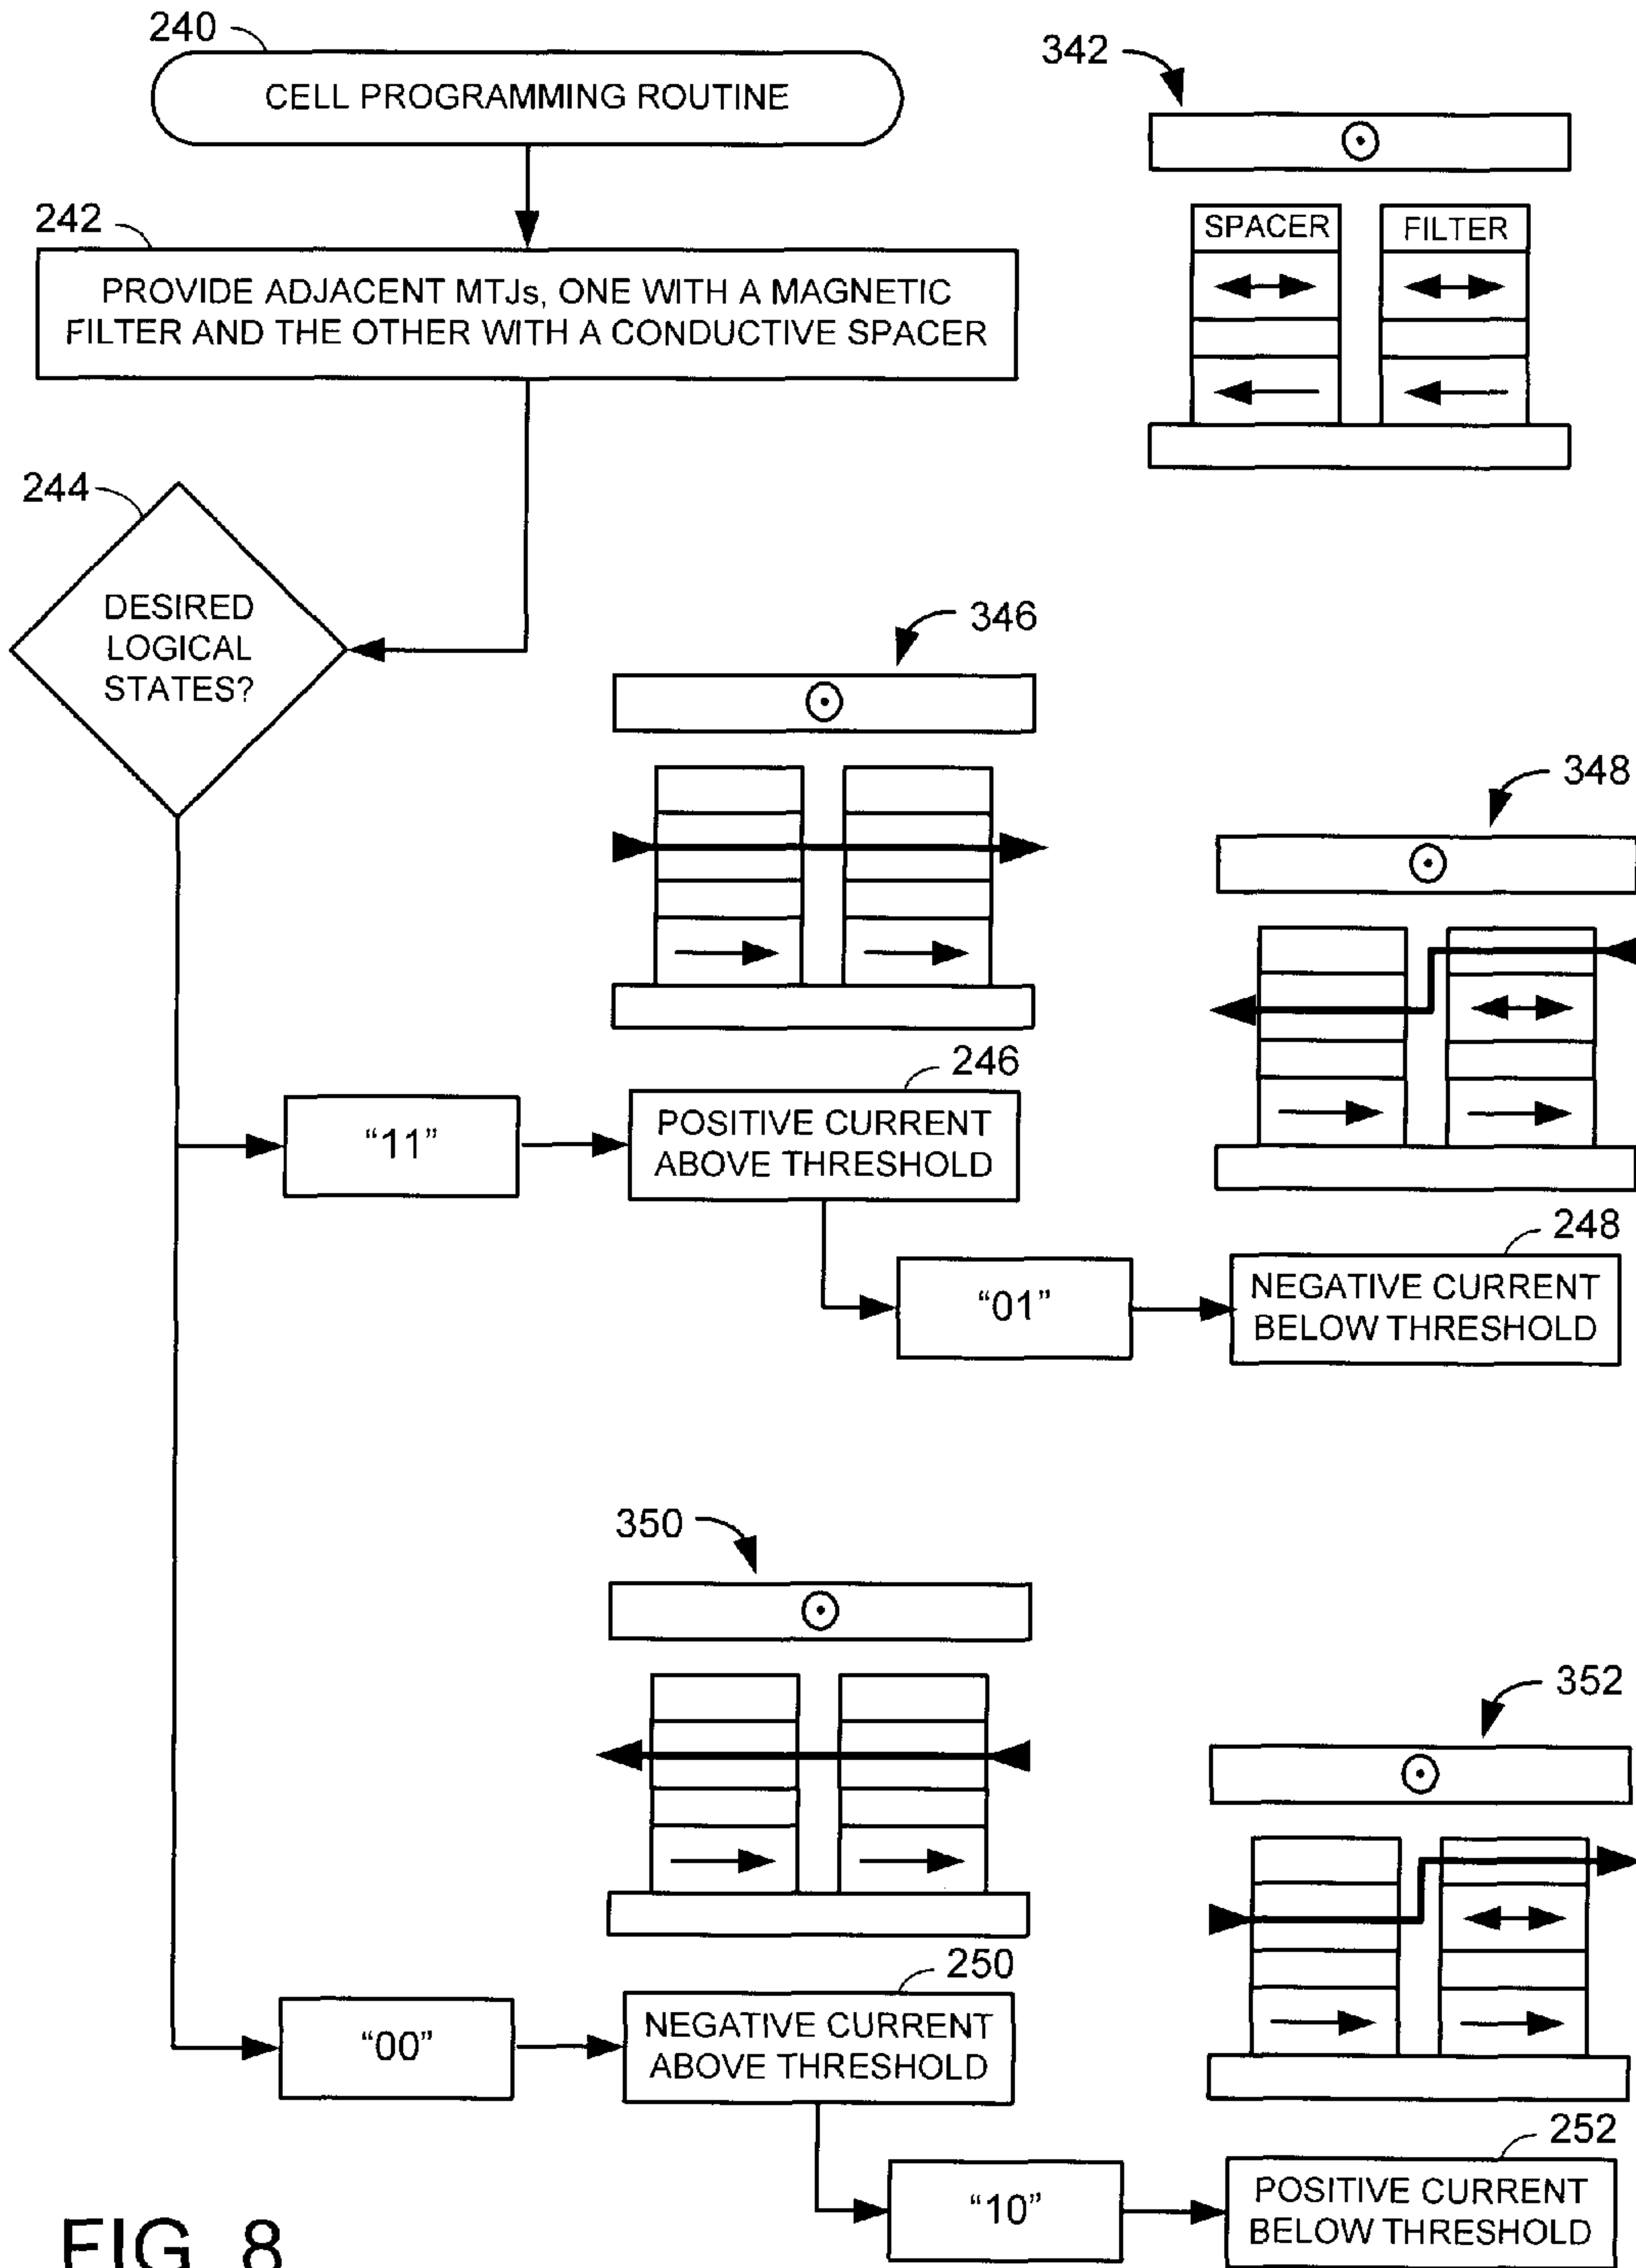 240
CELL PROGRAMMING ROUTINE
342
SPACER
FILTER
242
PROVIDE ADJACENT MTJs, ONE WITH A MAGNETIC
FILTER AND THE OTHER WITH A CONDUCTIVE SPACER
244
DESIRED
LOGICAL
STATES?
346
348
246
"11"
POSITIVE CURRENT
ABOVE THRESHOLD
248
"01"
NEGATIVE CURRENT
BELOW THRESHOLD
350
352
250
"00"
NEGATIVE CURRENT
ABOVE THRESHOLD
252
"10"
POSITIVE CURRENT
BELOW THRESHOLD
FIG. 8